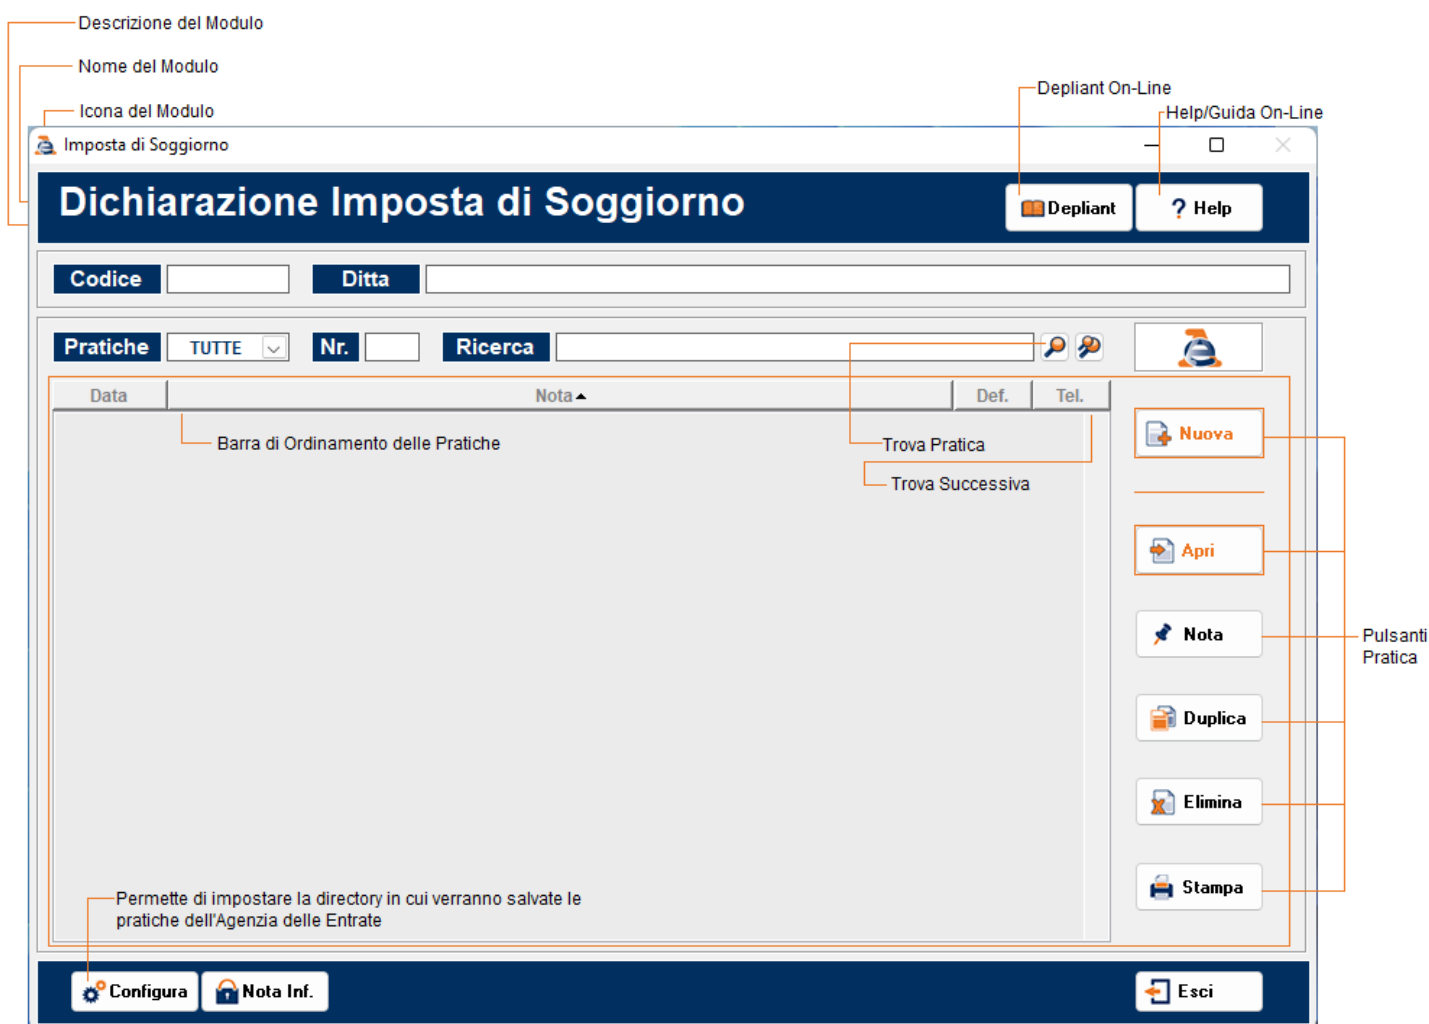 Descrizione del Modulo
Nome del Modulo
Depliant On-Line
Icona del Modulo
Help/Guida On-Line
Imposta di Soggiorno
Dichiarazione Imposta di Soggiorno
Depliant
? Help
Codice
Ditta
Pratiche
TUTTE
Nr.
Ricerca
Data
Nota
Def.
Tel.
Barra di Ordinamento delle Pratiche
Trova Pratica
Trova Successiva
Nuova
Apri
Nota
Duplica
Elimina
Stampa
Pulsanti
Pratica
Permette di impostare la directory in cui verranno salvate le
pratiche dell'Agenzia delle Entrate
Configura
Nota Inf.
Esci